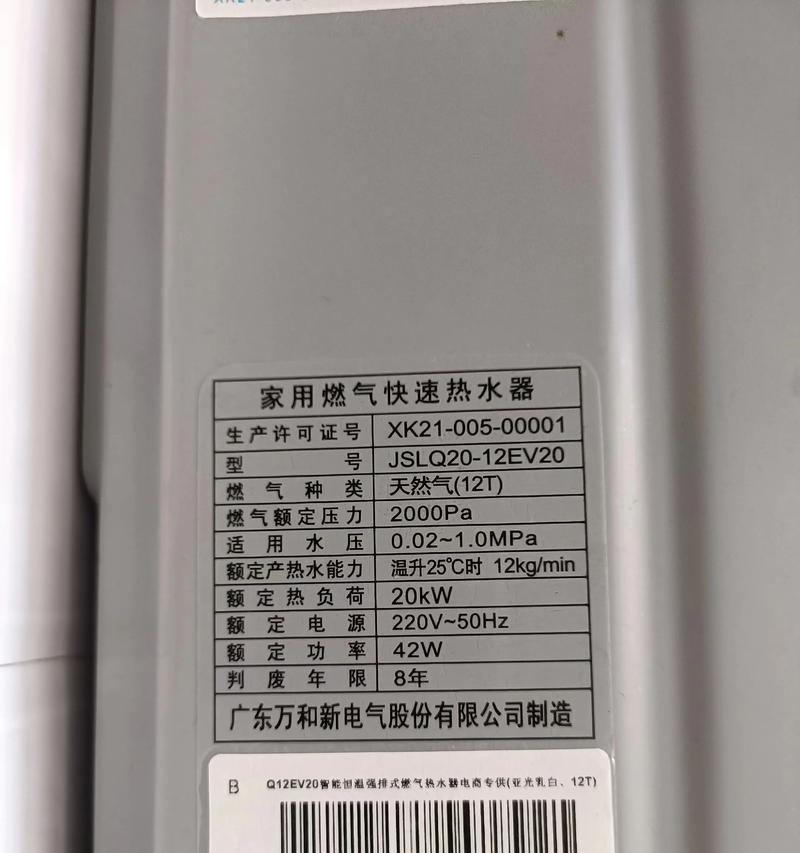 家用燃气快速热水器
生产许可证号 XK21-005-00001
型号 JSLQ20-12EV20
燃气种类 天然气(12T)
燃气额定压力 2000Pa
适用水压 0.02~1.0MPa
额定产热水能力 温升25℃时 12kg/min
额定热负荷 20kW
额定电源 220V~50Hz
额定功率 42W
判废年限 8年
广东万和新电气股份有限公司制造
B Q12EV20智能恒温强排式燃气热水器电商专供(亚光乳白、12T)